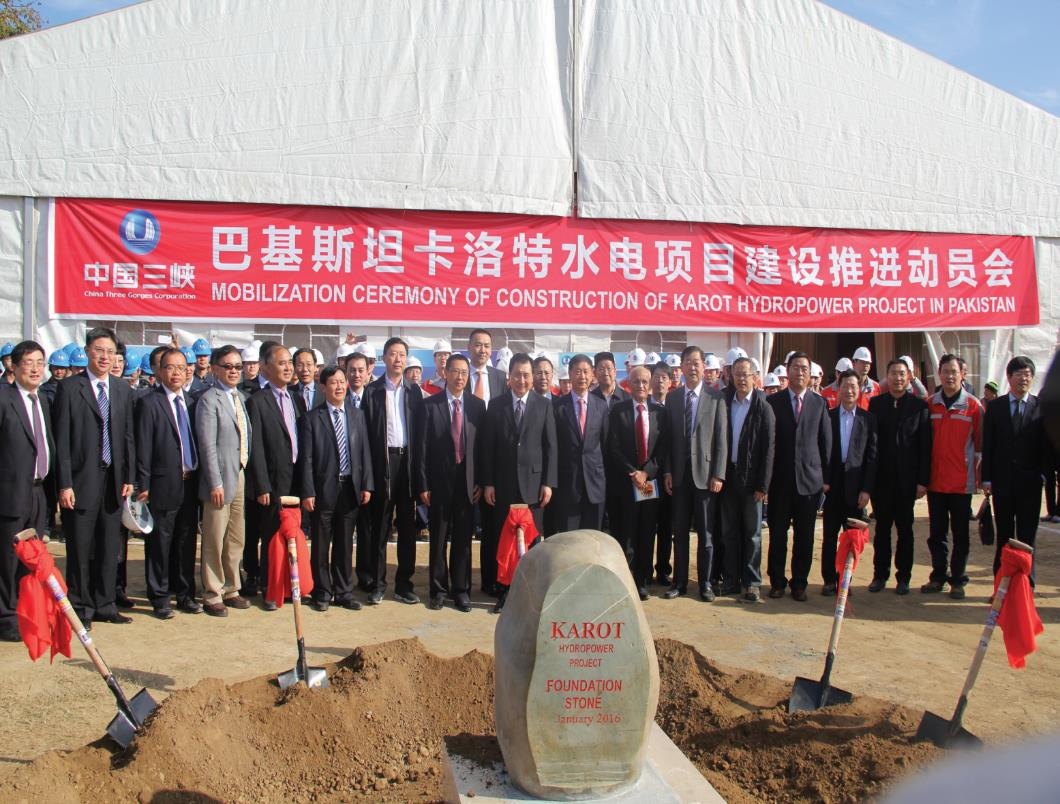 巴基斯坦卡洛特水电项目建设推进动员会
中国三峡
China Three Gorges Corporation
MOBILIZATION CEREMONY OF CONSTRUCTION OF KAROT HYDROPOWER PROJECT IN PAKISTAN
KAROT
HYDROPOWER
PROJECT
FOUNDATION
STONE
January 2016